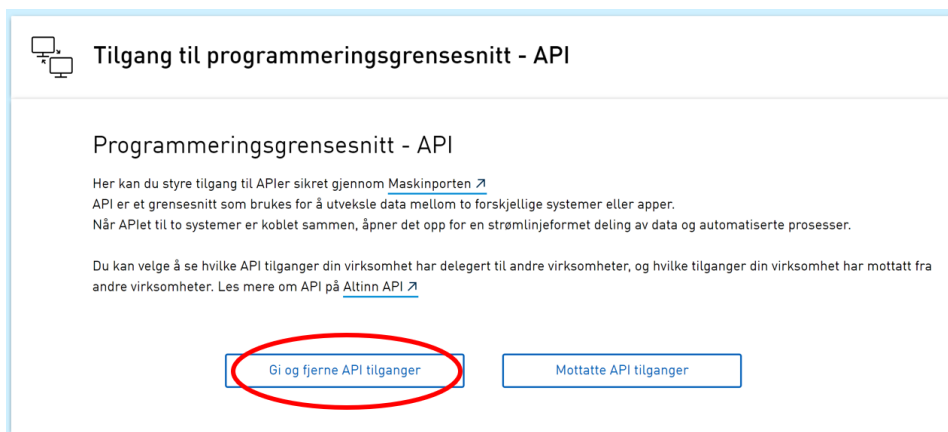 Tilgang til programmeringsgrensesnitt - API
Programmeringsgrensesnitt - API
Her kan du styre tilgang til APIer sikret gjennom Maskinporten
API er et grensesnitt som brukes for å utveksle data mellom to forskjellige systemer eller apper.
Når APIet til to systemer er koblet sammen, åpner det opp for en strømlinjeformet deling av data og automatiserte prosesser.
Du kan velge å se hvilke API tilganger din virksomhet har delegert til andre virksomheter, og hvilke tilganger din virksomhet har mottatt fra
andre virksomheter. Les mere om API på Altinn API
Gi og fjerne API tilganger
Mottatte API tilganger